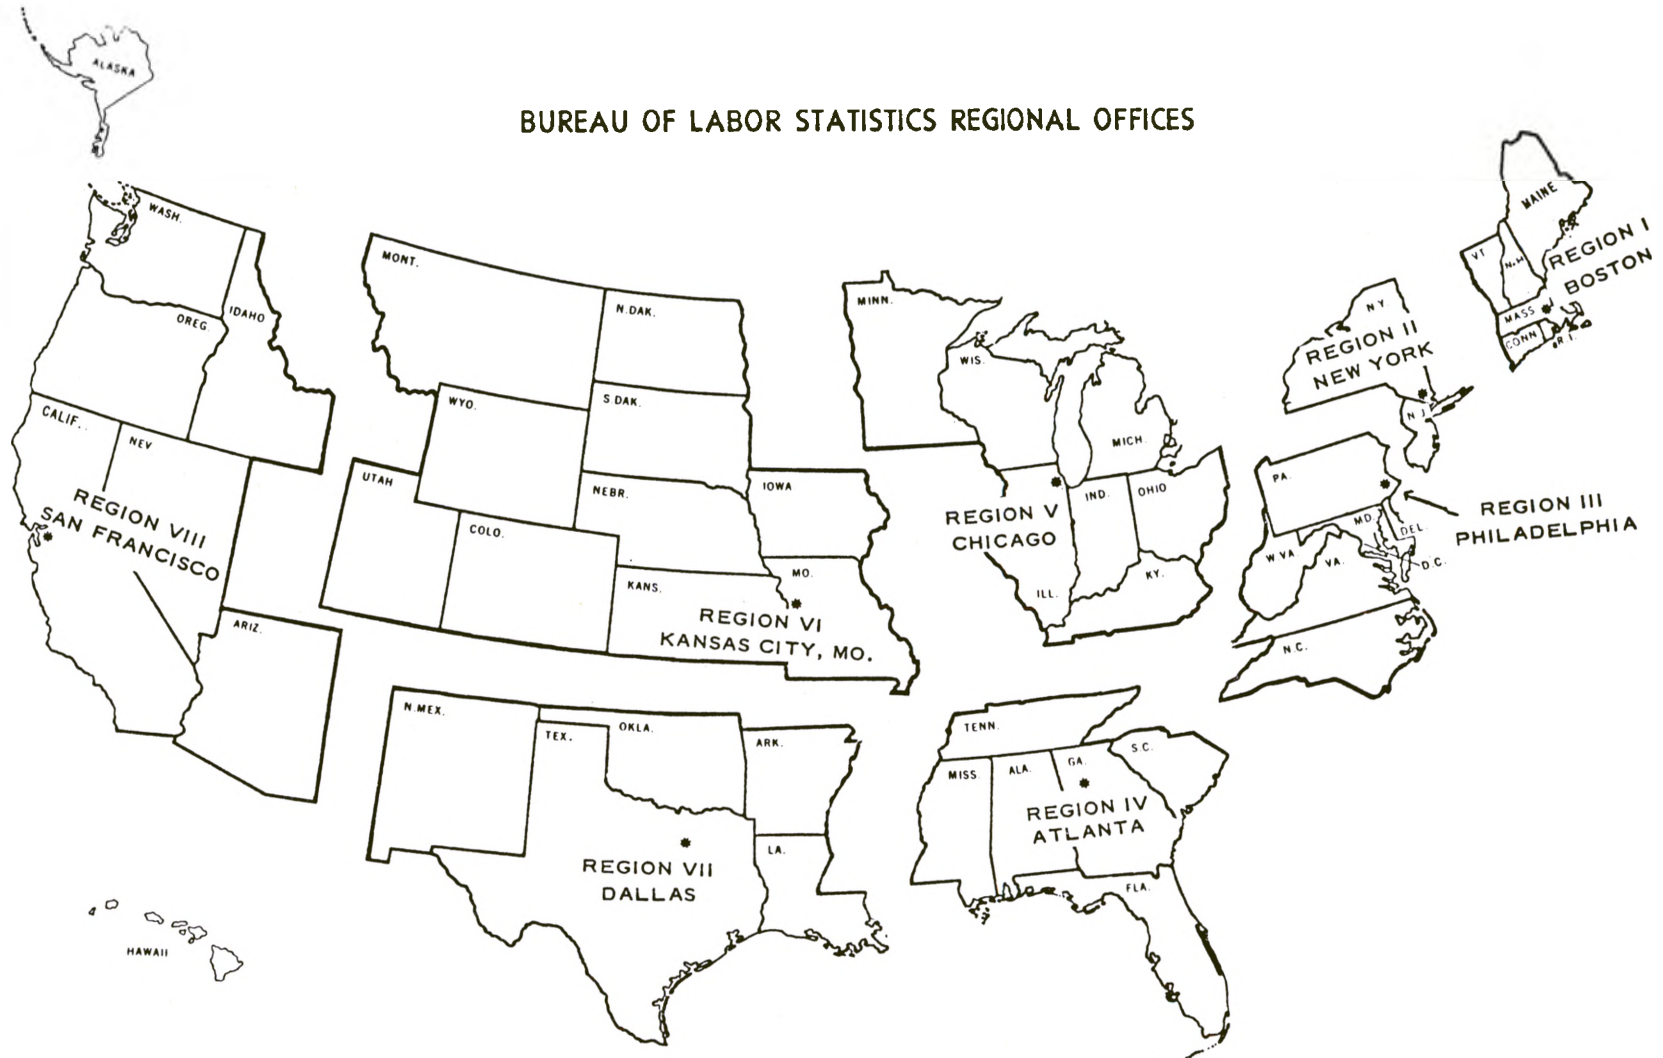 ALASKA
BUREAU OF LABOR STATISTICS REGIONAL OFFICES
WASH.
IDAHO
OREG.
CALIF.
NEV
REGION VIII
SAN FRANCISCO
ARIZ.
MONT.
N.DAK.
S.DAK.
WYO.
NEBR.
IOWA
UTAH
COLO.
KANS.
MO.
REGION VI
KANSAS CITY, MO.
MINN.
WIS.
MICH.
IND.
OHIO
REGION V
CHICAGO
ILL.
KY.
MAINE
VT
N.H
REGION I
BOSTON
MASS
CONN
R.I.
N.Y.
REGION II
NEW YORK
N.J.
PA.
REGION III
PHILADELPHIA
MD.
DEL.
D.C.
W.VA
VA.
N.C.
N.MEX.
TEX.
OKLA.
ARK.
LA.
REGION VII
DALLAS
TENN.
MISS.
ALA.
GA.
S.C.
REGION IV
ATLANTA
FLA.
HAWAII